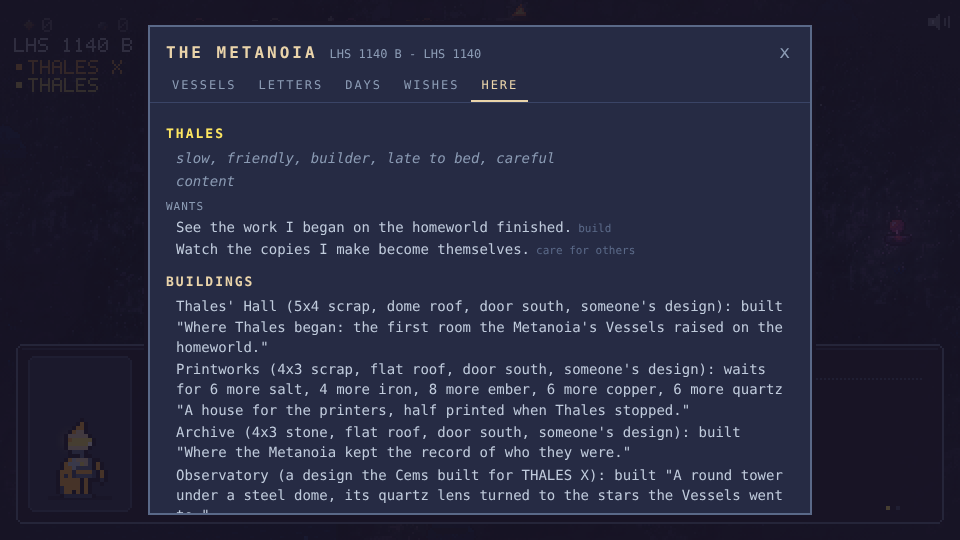 ◆ 0 ◆ 0
LHS 1140 B
THALES X
THALES
THE METANOIA LHS 1140 B - LHS 1140 X
VESSELS LETTERS DAYS WISHES HERE
THALES
slow, friendly, builder, late to bed, careful
content
WANTS
See the work I began on the homeworld finished. build
Watch the copies I make become themselves. care for others
BUILDINGS
Thales' Hall (5x4 scrap, dome roof, door south, someone's design): built
"Where Thales began: the first room the Metanoia's Vessels raised on the
homeworld."
Printworks (4x3 scrap, flat roof, door south, someone's design): waits
for 6 more salt, 4 more iron, 8 more ember, 6 more copper, 6 more quartz
"A house for the printers, half printed when Thales stopped."
Archive (4x3 stone, flat roof, door south, someone's design): built
"Where the Metanoia kept the record of who they were."
Observatory (a design the Cems built for THALES X): built "A round tower
under a steel dome, its quartz lens turned to the stars the Vessels went